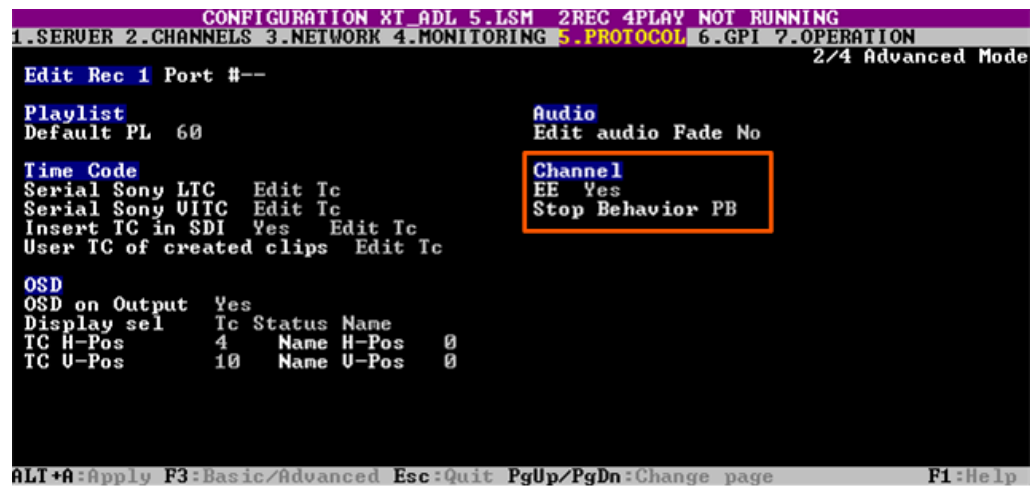 CONFIGURATION XT_ADL 5.LSM 2REC 4PLAY NOT RUNNING
1.SERVER 2.CHANNELS 3.NETWORK 4.MONITORING 5.PROTOCOL 6.GPI 7.OPERATION
2/4 Advanced Mode
Edit Rec 1 Port #--
Playlist
Default PL 60
Audio
Edit audio Fade No
Time Code
Serial Sony LTC Edit Tc
Serial Sony VITC Edit Tc
Insert TC in SDI Yes Edit Tc
User TC of created clips Edit Tc
Channel
EE Yes
Stop Behavior PB
OSD
OSD on Output Yes
Display sel Tc Status Name
TC H-Pos 4 Name H-Pos 0
TC V-Pos 10 Name V-Pos 0
ALT+A:Apply F3:Basic/Advanced Esc:Quit PgUp/PgDn:Change page F1:Help